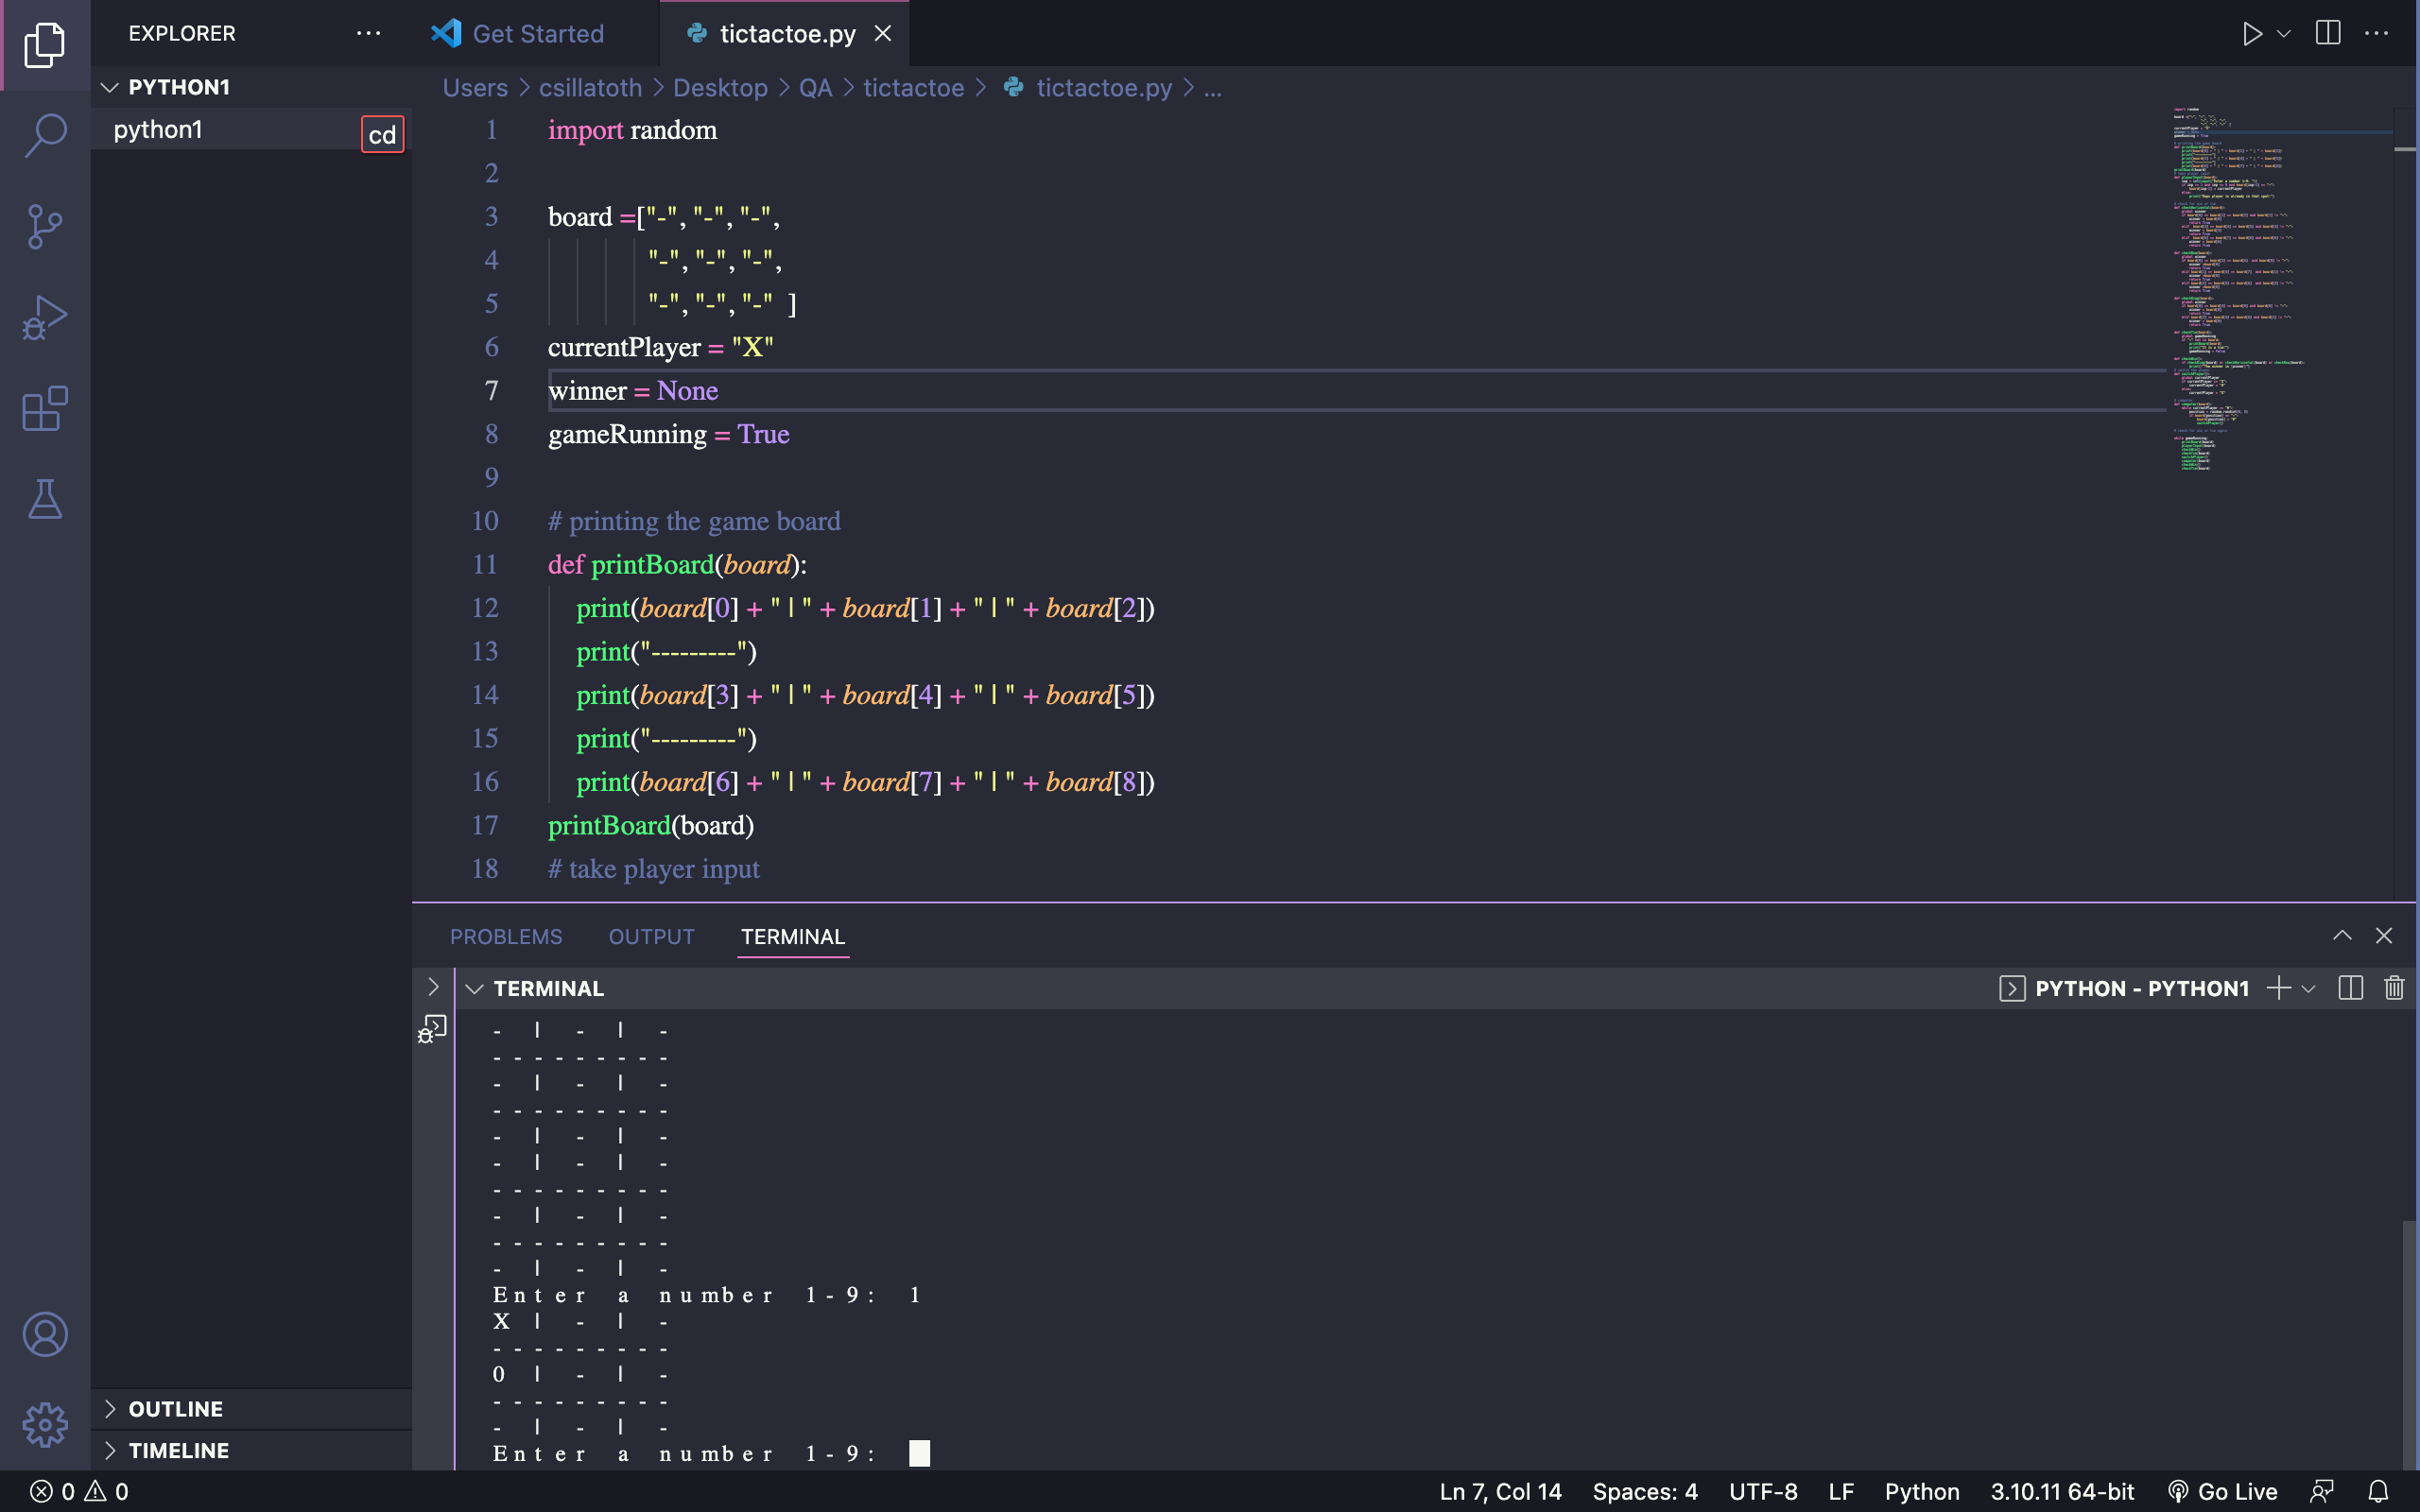 EXPLORER
Get Started
tictactoe.py
PYTHON1
python1
cd
Users > csillatoth > Desktop > QA > tictactoe > tictactoe.py > ...
1 import random
2
3 board =["-", "-", "-",
4 "-", "-", "-",
5 "-", "-", "-" ]
6 currentPlayer = "X"
7 winner = None
8 gameRunning = True
9
10 # printing the game board
11 def printBoard(board):
12 print(board[0] + " | " + board[1] + " | " + board[2])
13 print("---------")
14 print(board[3] + " | " + board[4] + " | " + board[5])
15 print("---------")
16 print(board[6] + " | " + board[7] + " | " + board[8])
17 printBoard(board)
18 # take player input
PROBLEMS OUTPUT TERMINAL
TERMINAL
PYTHON - PYTHON1
- | - | -
---------
- | - | -
---------
- | - | -
- | - | -
---------
- | - | -
---------
- | - | -
Enter a number 1-9: 1
X | - | -
---------
0 | - | -
---------
- | - | -
Enter a number 1-9:
OUTLINE
TIMELINE
0 0
Ln 7, Col 14 Spaces: 4 UTF-8 LF Python 3.10.11 64-bit Go Live